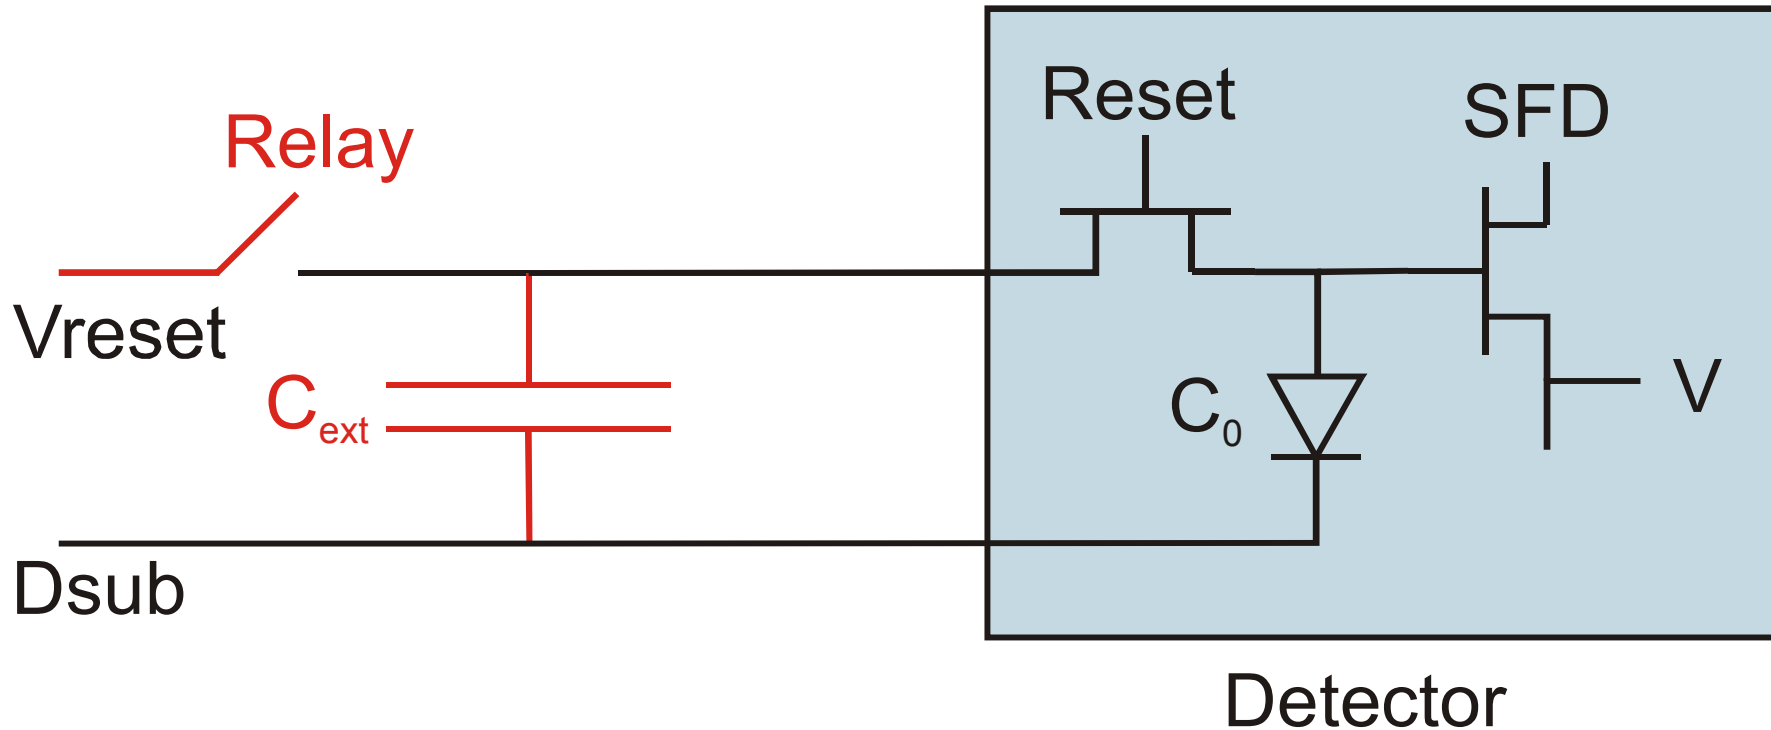 Reset
SFD
Relay
Vreset
Cext
C0
V
Dsub
Detector